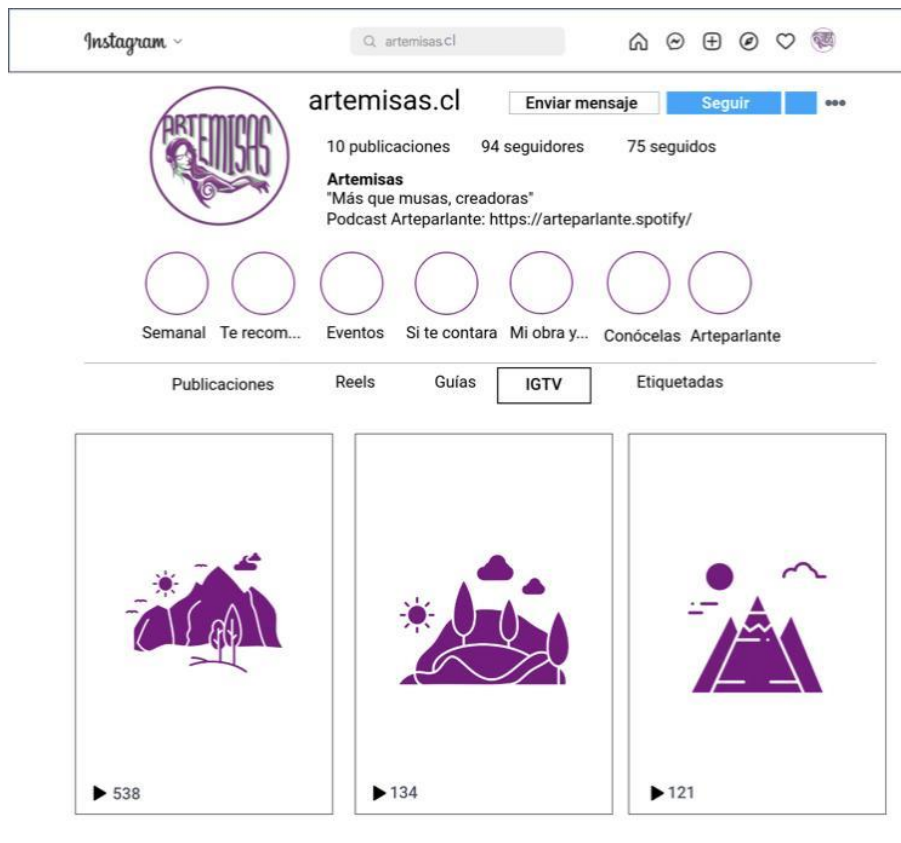 Instagram
artemisas.cl
ARTEMISAS
artemisas.cl Enviar mensaje Seguir
10 publicaciones 94 seguidores 75 seguidos
Artemisas
"Más que musas, creadoras"
Podcast Arteparlante: https://arteparlante.spotify/
Semanal Te recom... Eventos Si te contara Mi obra y... Conócelas Arteparlante
Publicaciones Reels Guías IGTV Etiquetadas
538 134 121